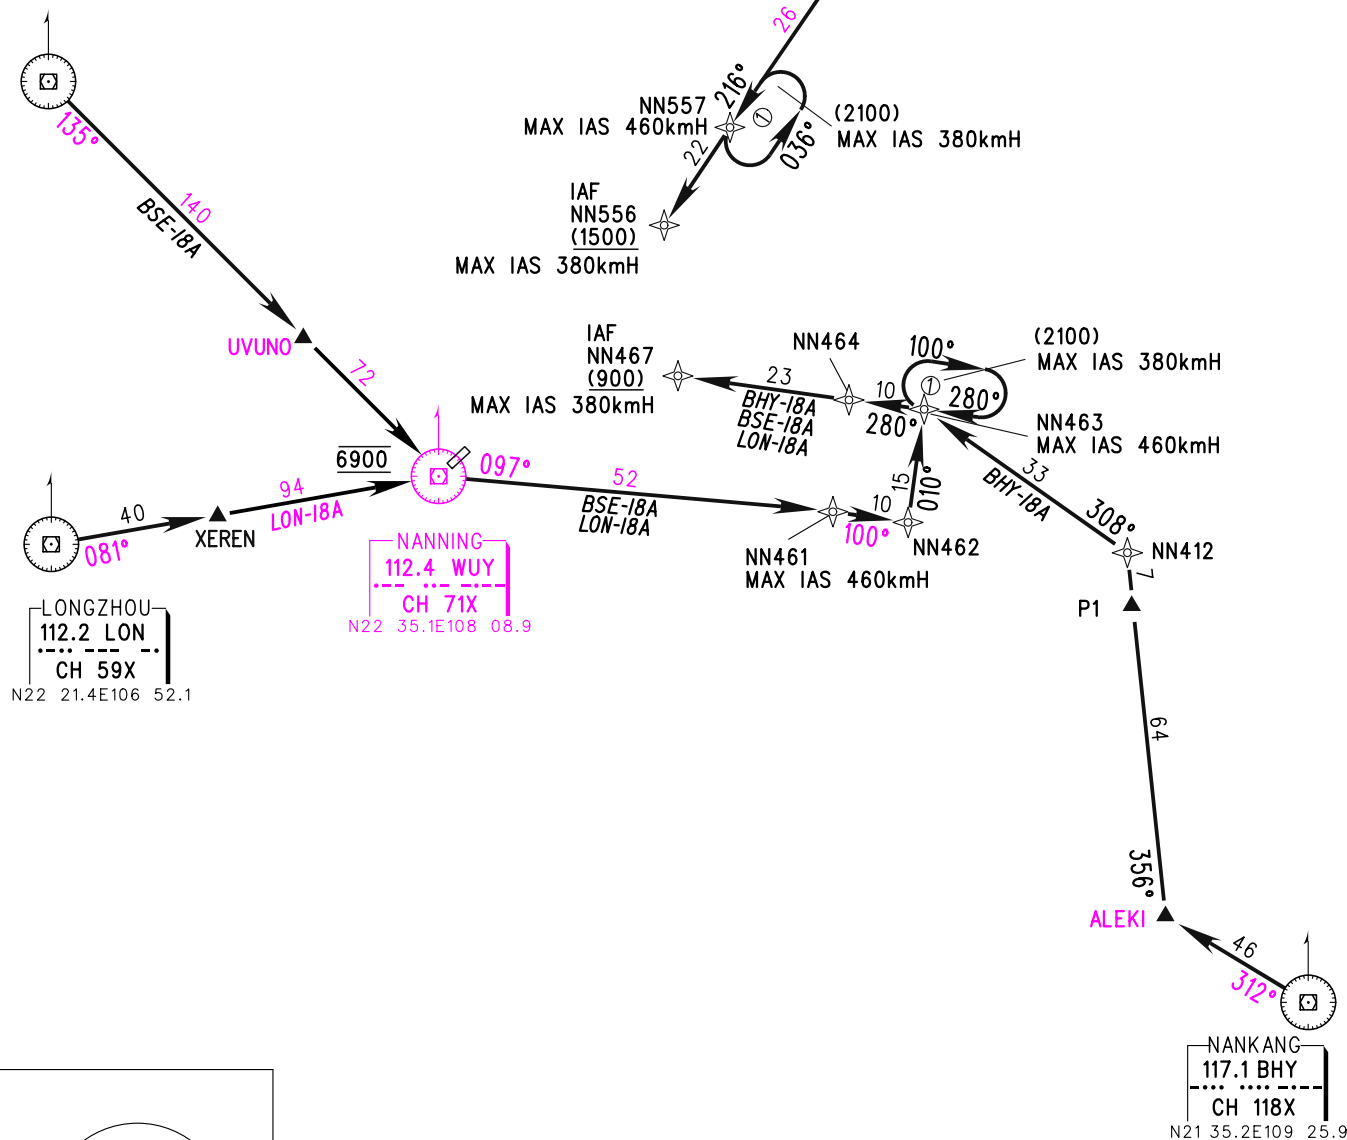 26
216°
NN557
MAX IAS 460kmH
1
(2100)
MAX IAS 380kmH
036°
22
IAF
NN556
(1500)
MAX IAS 380kmH
135°
140
BSE-18A
UVUNO
72
6900
94
LON-18A
40
081°
XEREN
LONGZHOU
112.2 LON
CH 59X
N22 21.4E106 52.1
NANNING
112.4 WUY
CH 71X
N22 35.1E108 08.9
097°
52
BSE-18A
LON-18A
IAF
NN467
(900)
MAX IAS 380kmH
23
BHY-18A
BSE-18A
LON-18A
NN464
10
280°
100°
1
280°
(2100)
MAX IAS 380kmH
NN463
MAX IAS 460kmH
15
010°
10
100°
NN461
MAX IAS 460kmH
NN462
33
BHY-18A
308°
NN412
7
P1
64
356°
ALEKI
46
312°
NANKANG
117.1 BHY
CH 118X
N21 35.2E109 25.9